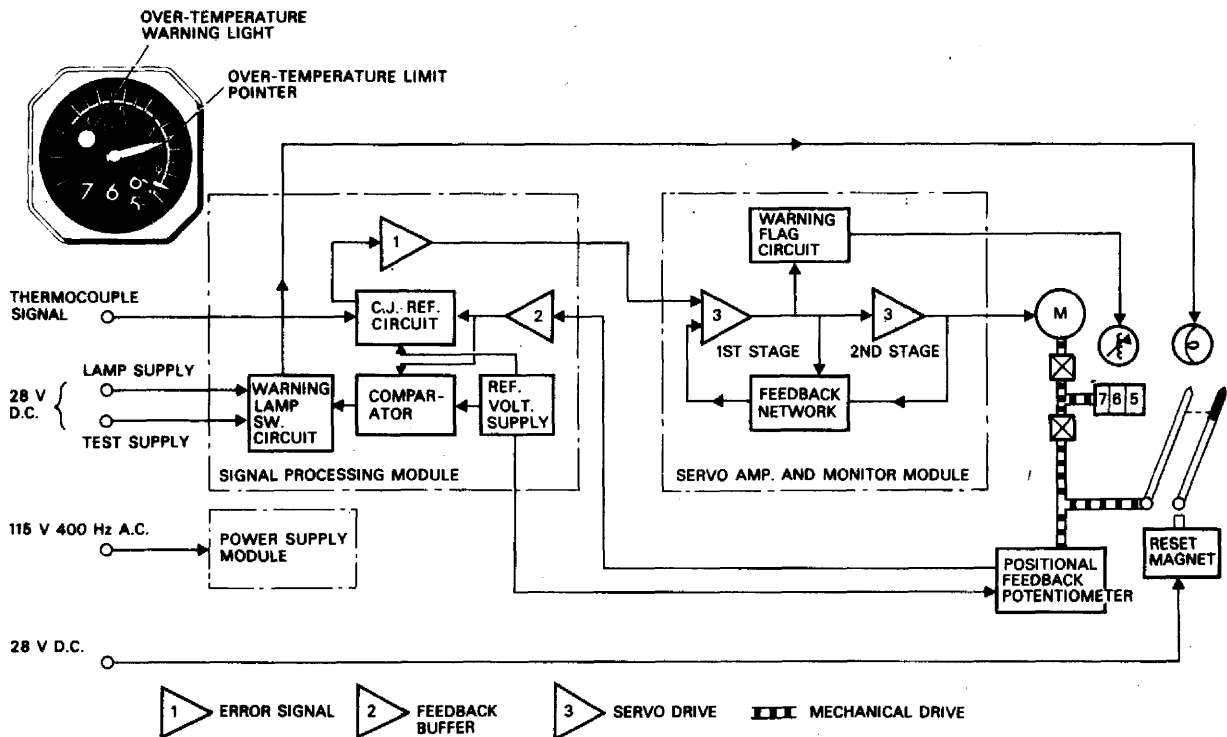 OVER-TEMPERATURE
WARNING LIGHT
OVER-TEMPERATURE LIMIT
POINTER
7 6
THERMOCOUPLE
SIGNAL
LAMP SUPPLY
28 V
D.C.
TEST SUPPLY
1
C.J. REF.
CIRCUIT
2
WARNING
LAMP
SW.
CIRCUIT
COMPAR-
ATOR
REF.
VOLT.
SUPPLY
SIGNAL PROCESSING MODULE
WARNING
FLAG
CIRCUIT
3
1ST STAGE
3
2ND STAGE
FEEDBACK
NETWORK
SERVO AMP. AND MONITOR MODULE
M
7 6 5
115 V 400 Hz A.C.
POWER SUPPLY
MODULE
POSITIONAL
FEEDBACK
POTENTIOMETER
RESET
MAGNET
28 V D.C.
1 ERROR SIGNAL
2 FEEDBACK
BUFFER
3 SERVO DRIVE
MECHANICAL DRIVE